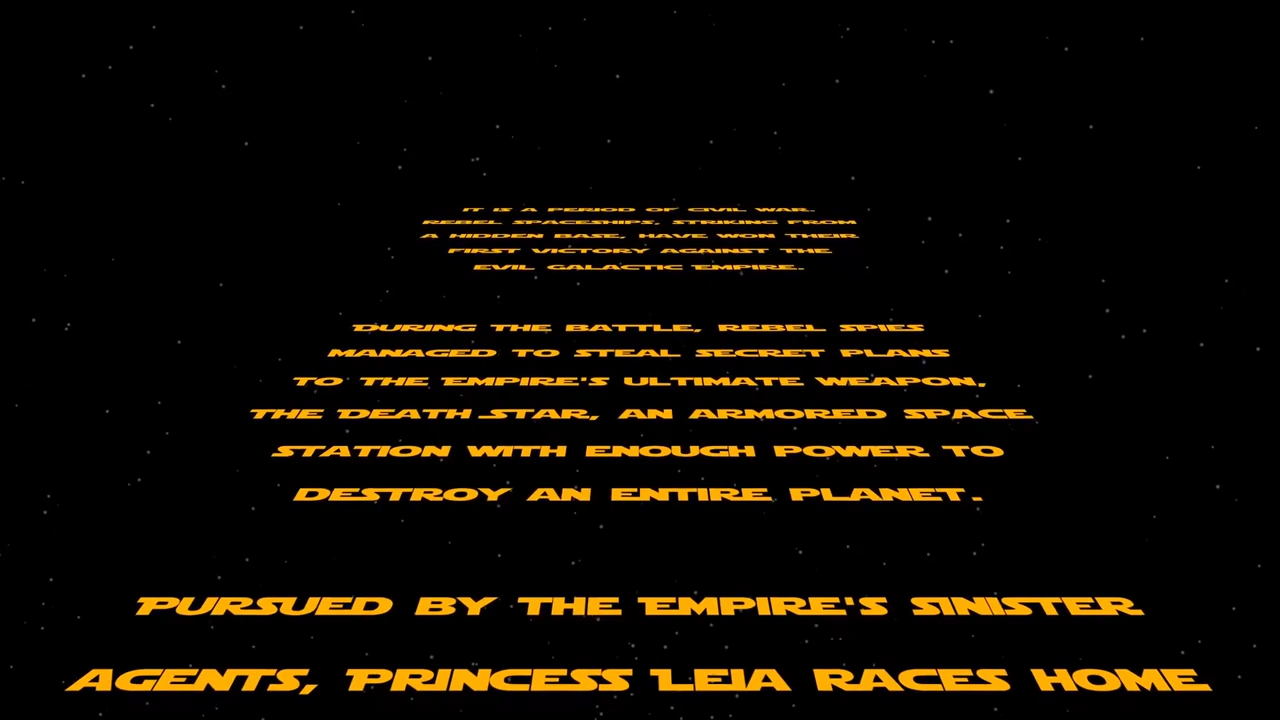 It is a period of civil war.
Rebel spaceships, striking from
a hidden base, have won their
first victory against the
evil Galactic Empire.
During the battle, Rebel spies
managed to steal secret plans
to the Empire's ultimate weapon,
the Death Star, an armored space
station with enough power to
destroy an entire planet.
Pursued by the Empire's sinister
agents, Princess Leia races home